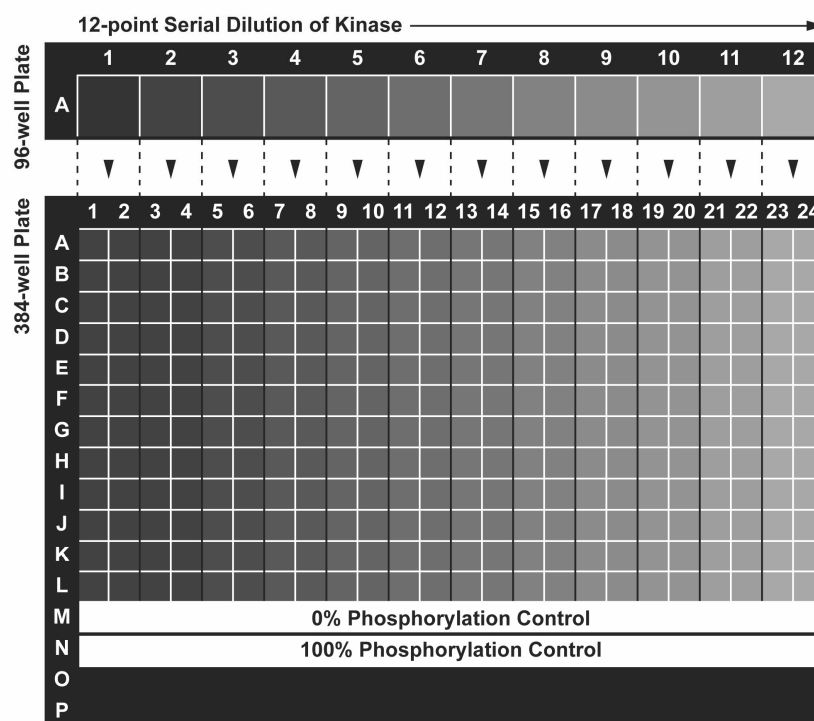 12-point Serial Dilution of Kinase
96-well Plate
1 2 3 4 5 6 7 8 9 10 11 12
A
384-well Plate
1 2 3 4 5 6 7 8 9 10 11 12 13 14 15 16 17 18 19 20 21 22 23 24
A
B
C
D
E
F
G
H
I
J
K
L
M 0% Phosphorylation Control
N 100% Phosphorylation Control
O
P